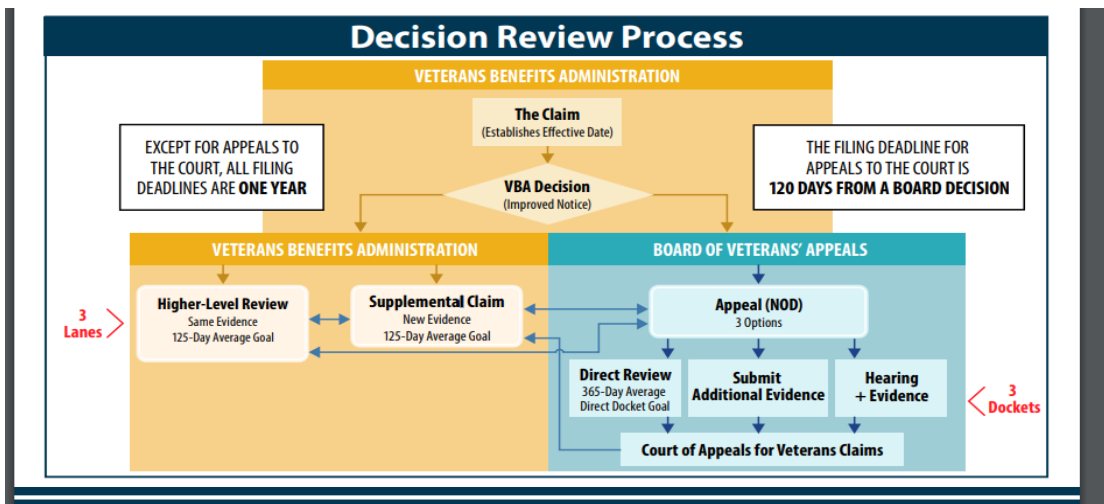 Decision Review Process
VETERANS BENEFITS ADMINISTRATION
The Claim
(Establishes Effective Date)
EXCEPT FOR APPEALS TO
THE COURT, ALL FILING
DEADLINES ARE ONE YEAR
THE FILING DEADLINE FOR
APPEALS TO THE COURT IS
120 DAYS FROM A BOARD DECISION
VBA Decision
(Improved Notice)
VETERANS BENEFITS ADMINISTRATION
BOARD OF VETERANS' APPEALS
3
Lanes
Higher-Level Review
Same Evidence
125-Day Average Goal
Supplemental Claim
New Evidence
125-Day Average Goal
Appeal (NOD)
3 Options
Direct Review
365-Day Average
Direct Docket Goal
Submit
Additional Evidence
Hearing
+ Evidence
3
Dockets
Court of Appeals for Veterans Claims